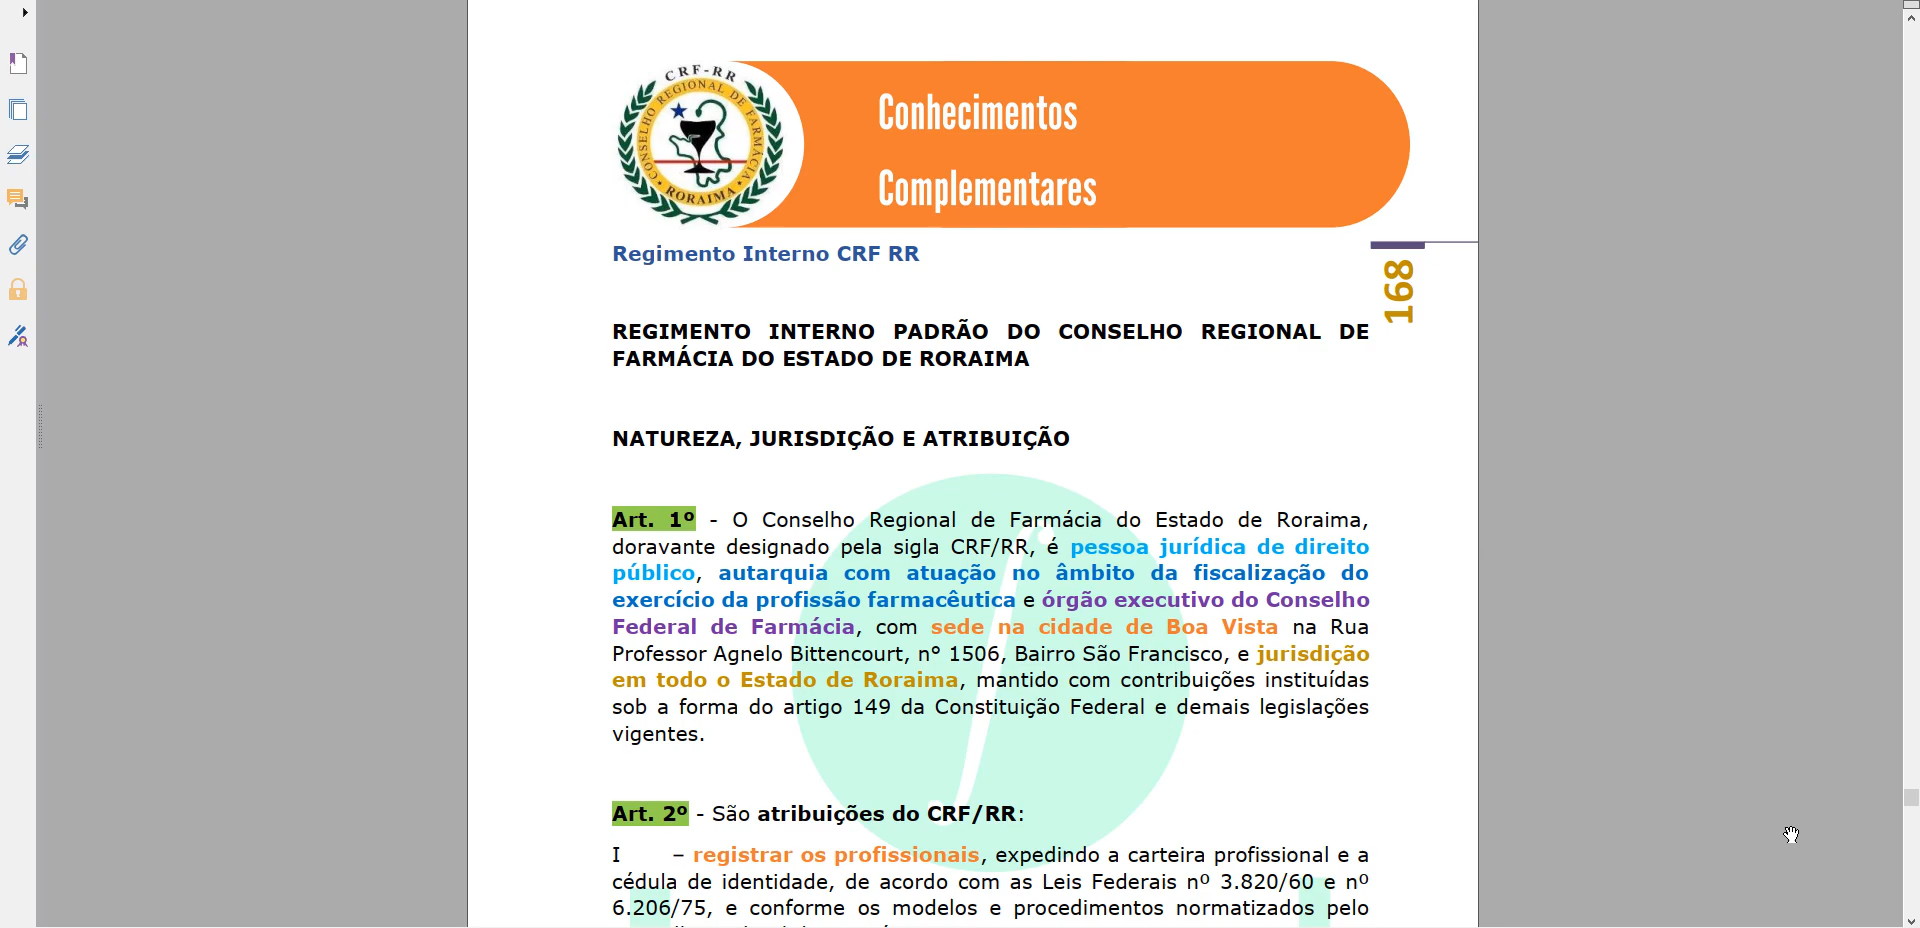 CRF-RR
CONSELHO REGIONAL DE FARMÁCIA
RORAIMA
Conhecimentos
Complementares
Regimento Interno CRF RR
168
REGIMENTO INTERNO PADRÃO DO CONSELHO REGIONAL DE
FARMÁCIA DO ESTADO DE RORAIMA
NATUREZA, JURISDIÇÃO E ATRIBUIÇÃO
Art. 1º - O Conselho Regional de Farmácia do Estado de Roraima,
doravante designado pela sigla CRF/RR, é pessoa jurídica de direito
público, autarquia com atuação no âmbito da fiscalização do
exercício da profissão farmacêutica e órgão executivo do Conselho
Federal de Farmácia, com sede na cidade de Boa Vista na Rua
Professor Agnelo Bittencourt, n° 1506, Bairro São Francisco, e jurisdição
em todo o Estado de Roraima, mantido com contribuições instituídas
sob a forma do artigo 149 da Constituição Federal e demais legislações
vigentes.
Art. 2º - São atribuições do CRF/RR:
I – registrar os profissionais, expedindo a carteira profissional e a
cédula de identidade, de acordo com as Leis Federais nº 3.820/60 e nº
6.206/75, e conforme os modelos e procedimentos normatizados pelo